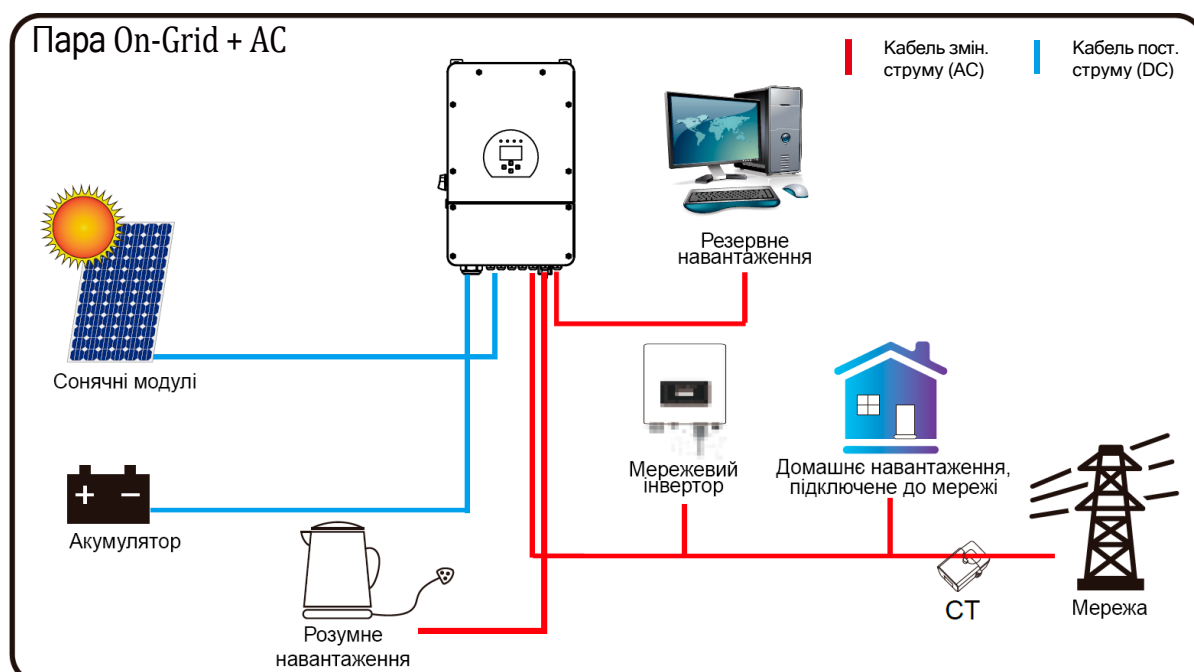 Пара On-Grid + AC
Кабель змін.
струму (AC)
Кабель пост.
струму (DC)
Резервне
навантаження
Сонячні модулі
Мережевий
інвертор
Домашнє навантаження,
підключене до мережі
Акумулятор
CT
Мережа
Розумне
навантаження